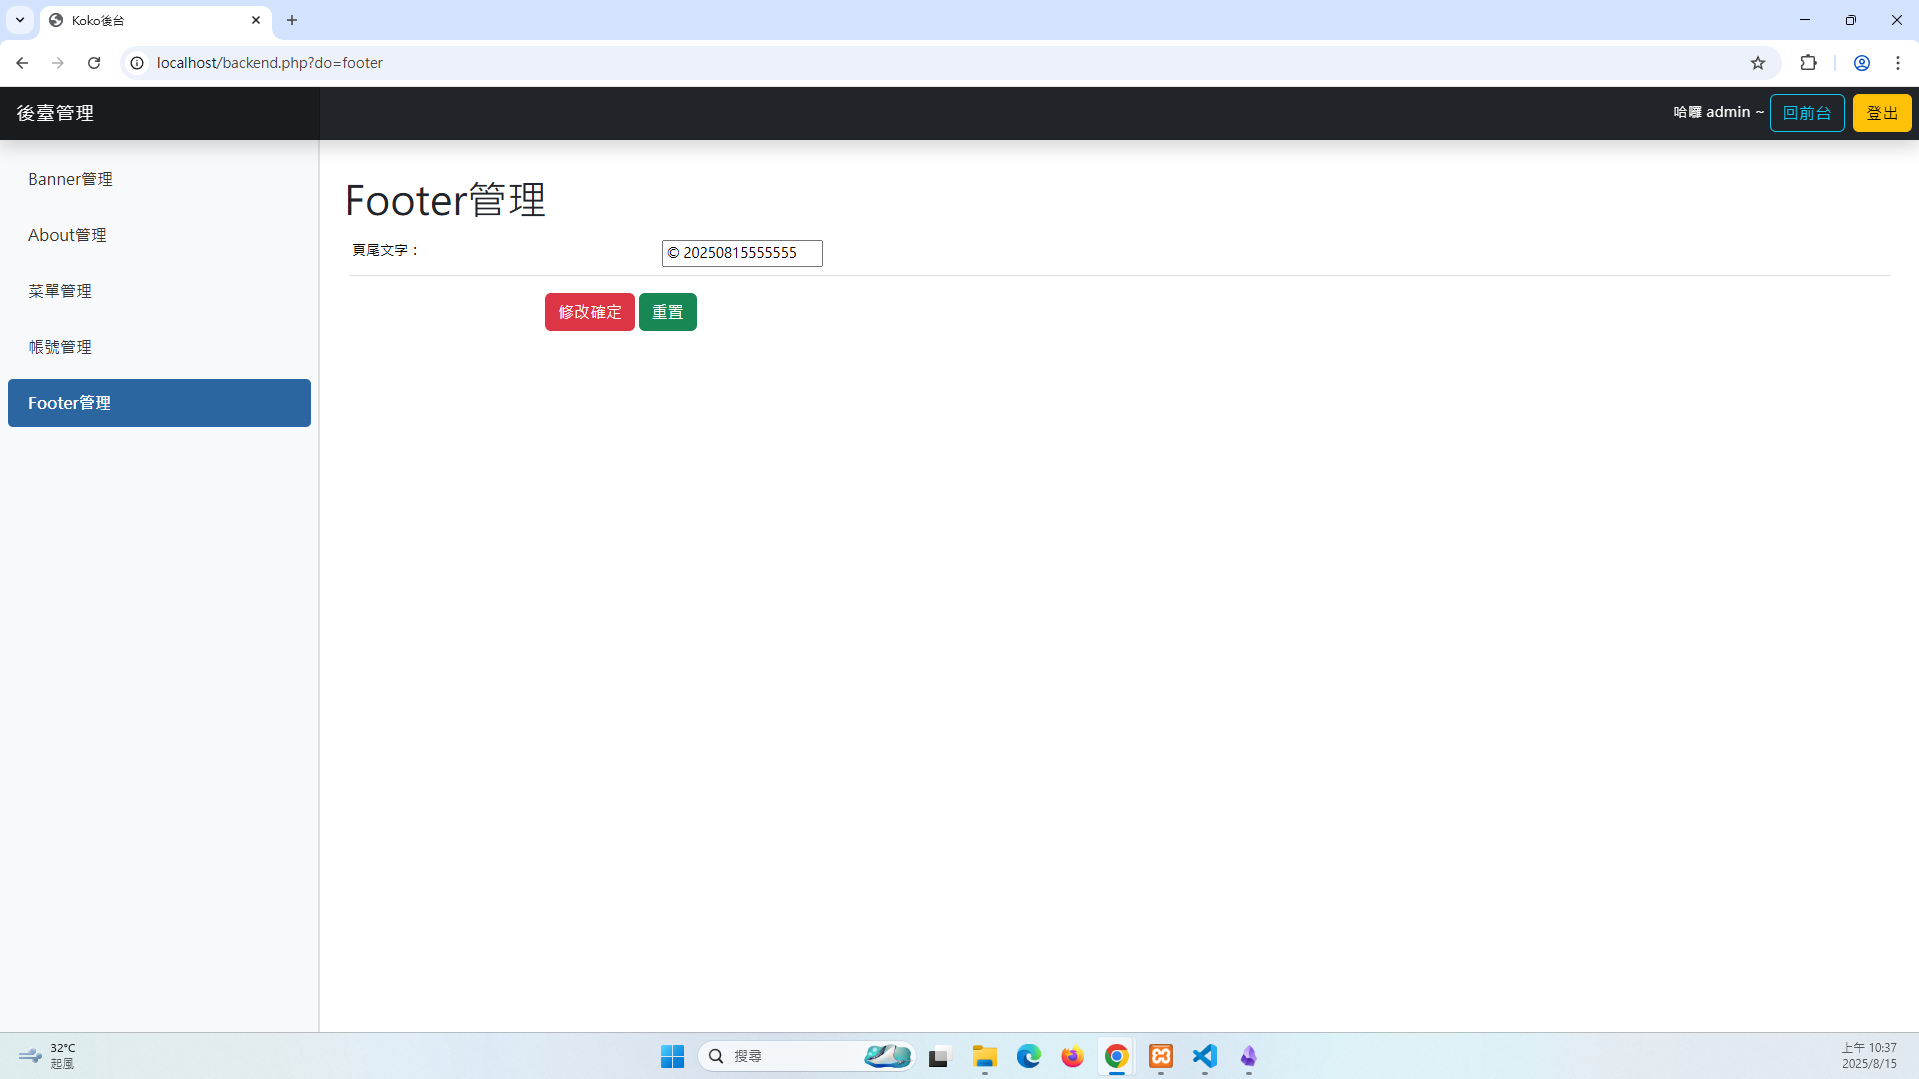 Koko後台
localhost/backend.php?do=footer
後臺管理
哈囉 admin ~
回前台
登出
Banner管理
About管理
菜單管理
帳號管理
Footer管理
Footer管理
頁尾文字：
© 20250815555555
修改確定
重置
32°C
起風
搜尋
上午 10:37
2025/8/15